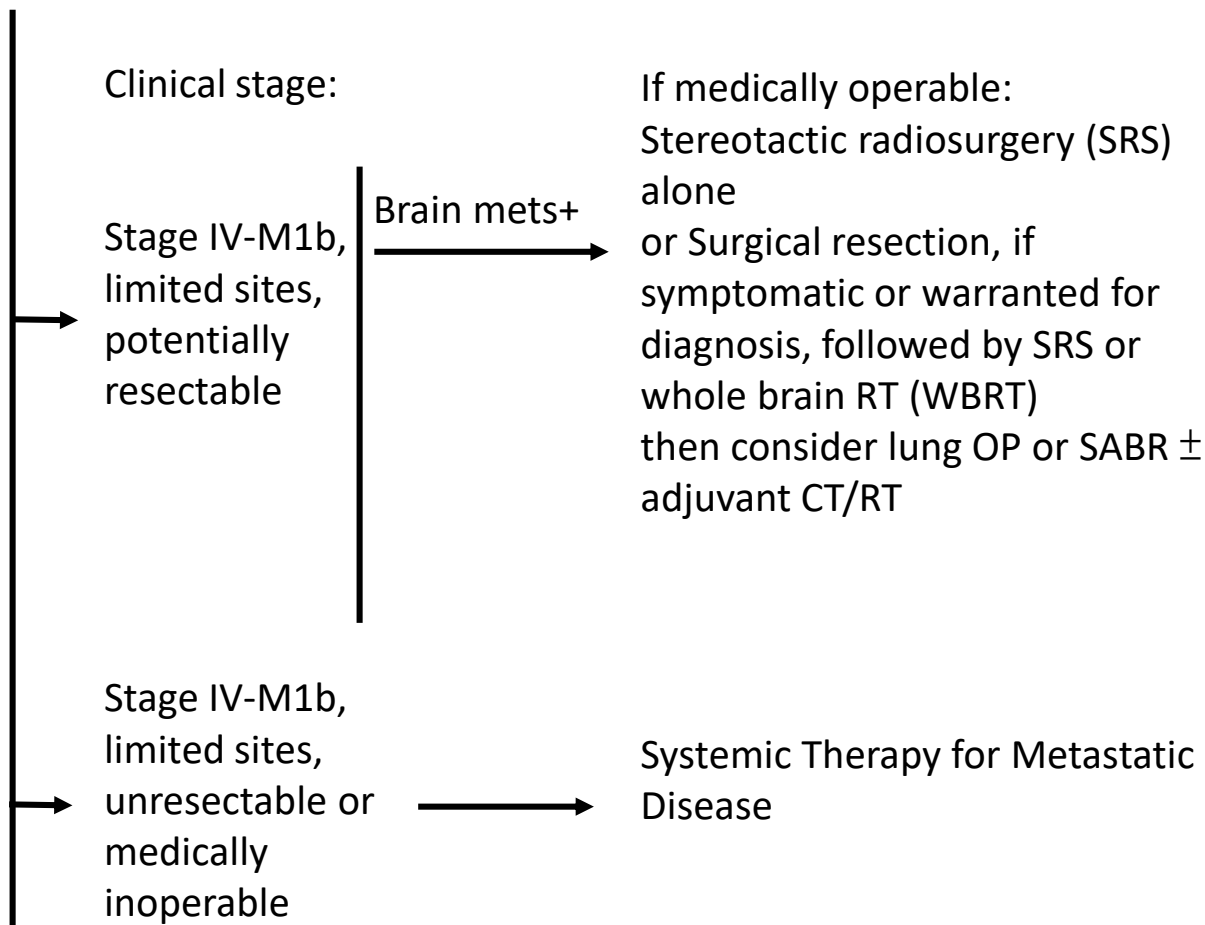 Clinical stage:
Stage IV-M1b,
limited sites,
potentially
resectable
Brain mets+
If medically operable:
Stereotactic radiosurgery (SRS)
alone
or Surgical resection, if
symptomatic or warranted for
diagnosis, followed by SRS or
whole brain RT (WBRT)
then consider lung OP or SABR ±
adjuvant CT/RT
Stage IV-M1b,
limited sites,
unresectable or
medically
inoperable
Systemic Therapy for Metastatic
Disease